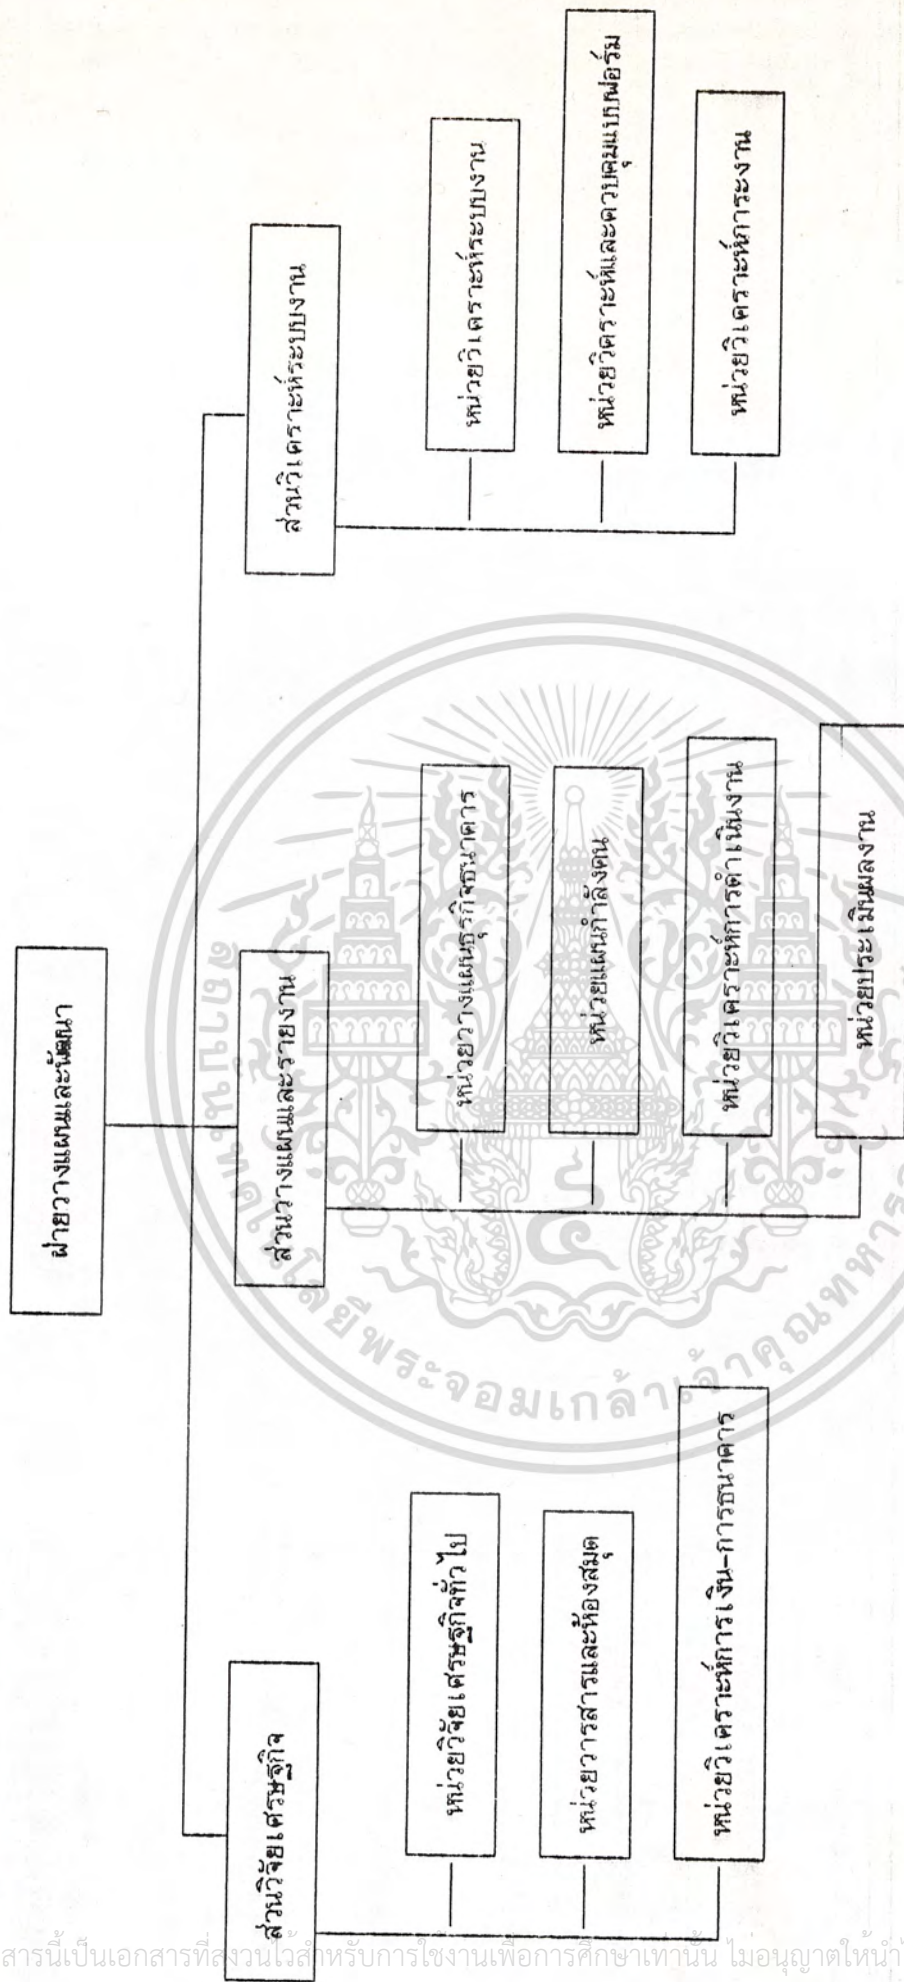 ฝ่ายวางแผนและพัฒนา
ส่วนวิจัยเศรษฐกิจ
หน่วยวิจัยเศรษฐกิจทั่วไป
หน่วยวารสารและห้องสมุด
หน่วยวิเคราะห์การเงิน-การธนาคาร
ส่วนวางแผนและรายงาน
หน่วยวางแผนธุรกิจธนาคาร
หน่วยแผนกำลังคน
หน่วยวิเคราะห์การดำเนินงาน
หน่วยประเมินผลงาน
ส่วนวิเคราะห์ระบบงาน
หน่วยวิเคราะห์ระบบงาน
หน่วยวิคราะห์และควบคุมแบบฟอร์ม
หน่วยวิเคราะห์ภาระงาน
พระจอมเกล้าเจ้าคุณทหาร
สารนี้เป็นเอกสารที่สงวนไว้สำหรับการใช้งานเพื่อการศึกษาเท่านั้น ไม่อนุญาตให้นำ